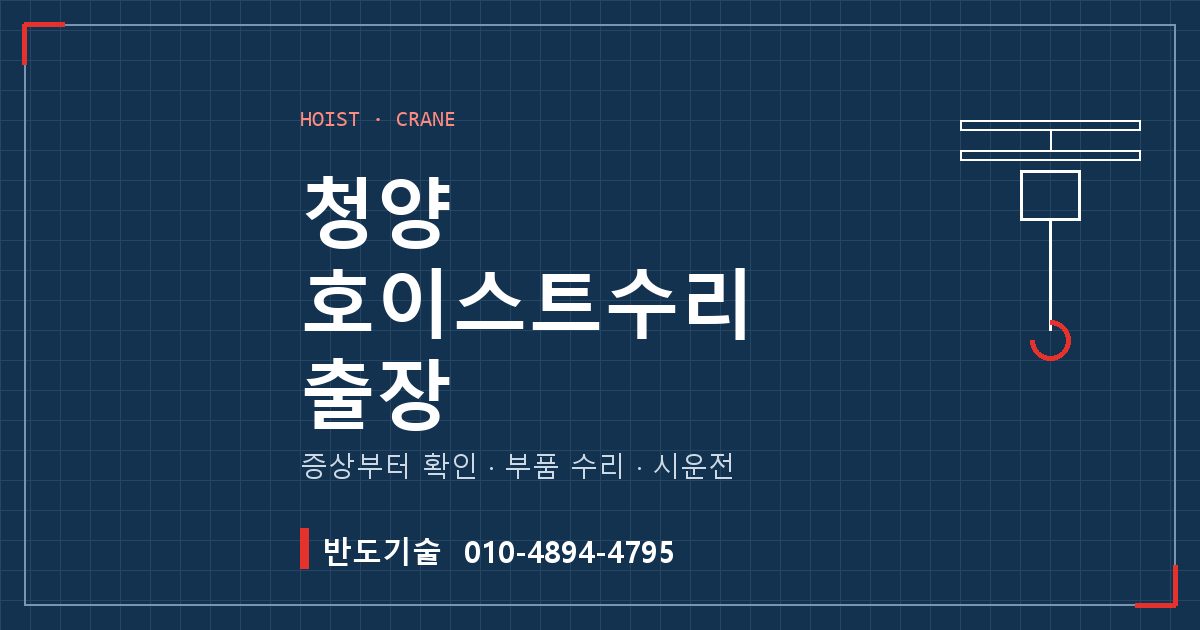 HOIST · CRANE
청양
호이스트수리
출장
증상부터 확인 · 부품 수리 · 시운전
반도기술 010-4894-4795